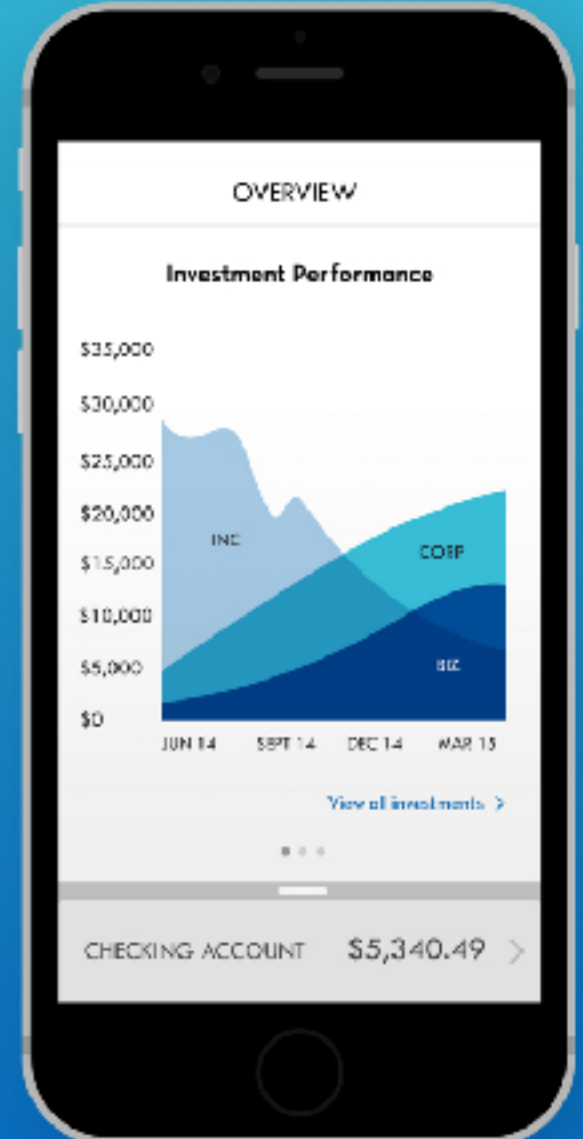 OVERVIEW
Investment Performance
$35,000
$30,000
$25,000
$20,000
$15,000
$10,000
$5,000
$0
INC
CORP
BIZ
JUN 14 SEPT 14 DEC 14 MAR 15
View all investments >
CHECKING ACCOUNT $5,340.49 >